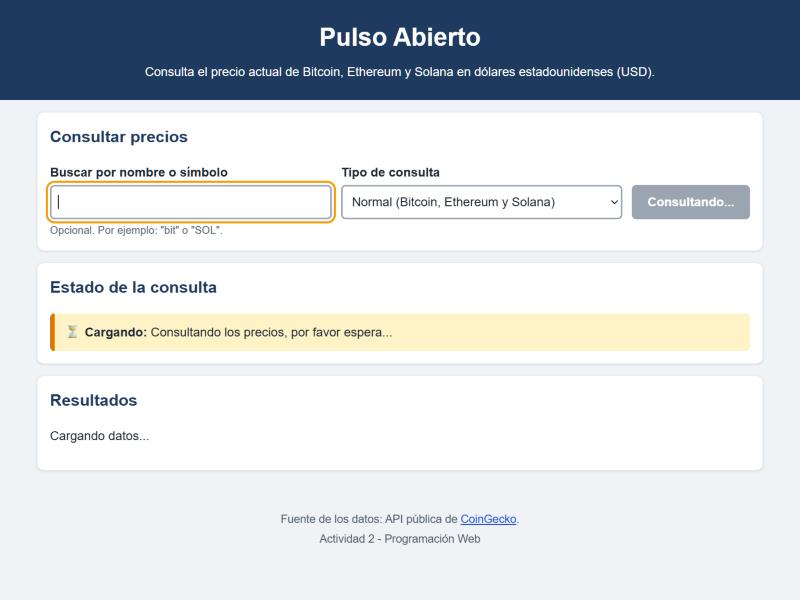 Pulso Abierto
Consulta el precio actual de Bitcoin, Ethereum y Solana en dólares estadounidenses (USD).
Consultar precios
Buscar por nombre o símbolo
Tipo de consulta
Normal (Bitcoin, Ethereum y Solana)
Consultando...
Opcional. Por ejemplo: "bit" o "SOL".
Estado de la consulta
⏳ Cargando: Consultando los precios, por favor espera...
Resultados
Cargando datos...
Fuente de los datos: API pública de CoinGecko.
Actividad 2 - Programación Web